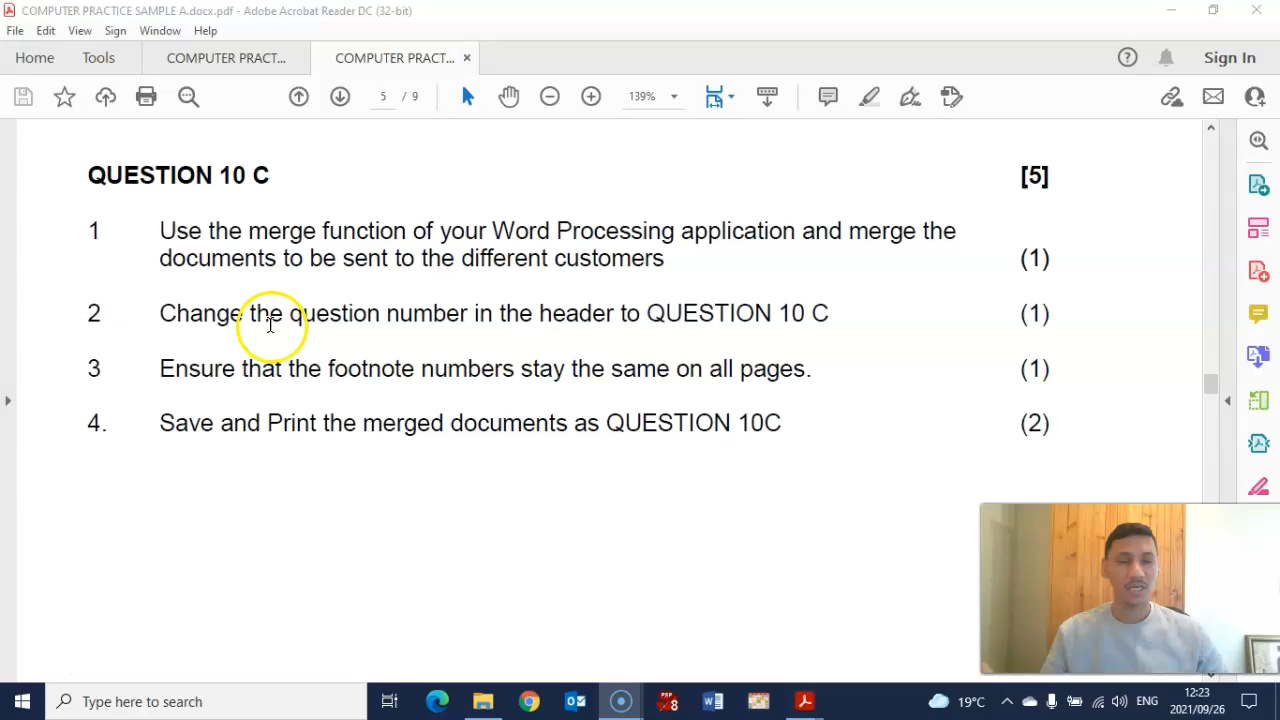 COMPUTER PRACTICE SAMPLE A.docx.pdf - Adobe Acrobat Reader DC (32-bit)
File Edit View Sign Window Help
Home Tools COMPUTER PRACT... COMPUTER PRACT... × Sign In
5 / 9 139%
QUESTION 10 C [5]
1 Use the merge function of your Word Processing application and merge the
documents to be sent to the different customers (1)
2 Change the question number in the header to QUESTION 10 C (1)
3 Ensure that the footnote numbers stay the same on all pages. (1)
4. Save and Print the merged documents as QUESTION 10C (2)
Type here to search 19°C ENG 12:23
2021/09/26